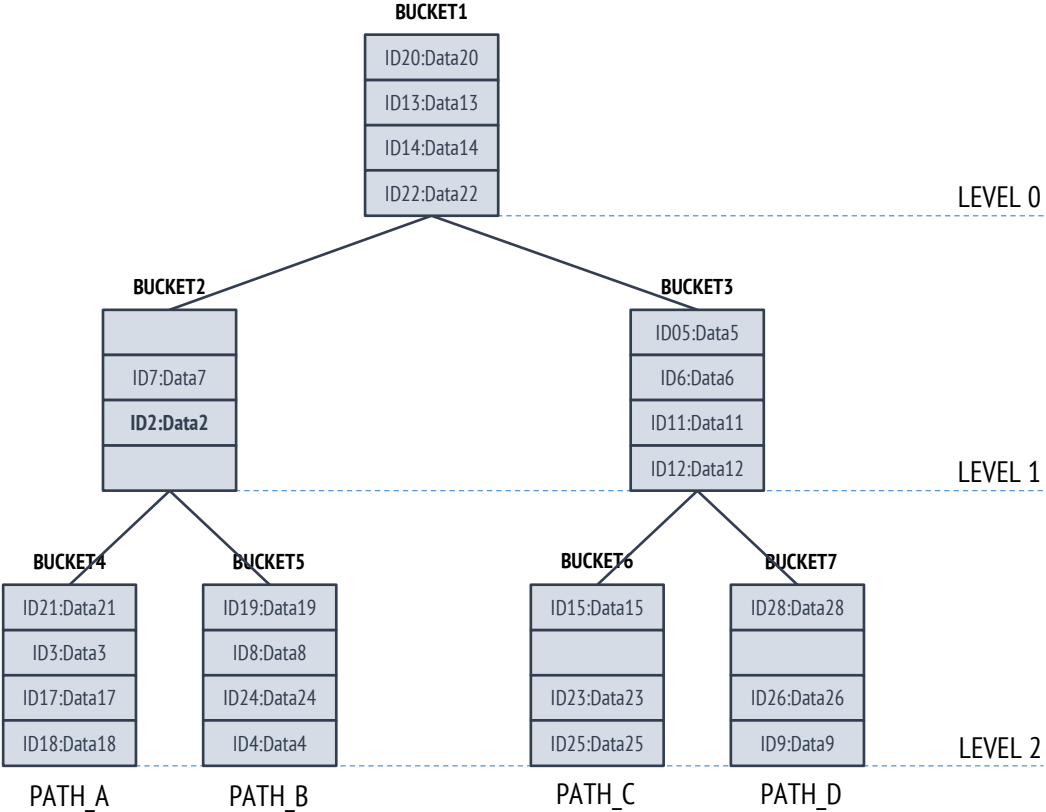 BUCKET1
ID20:Data20
ID13:Data13
ID14:Data14
ID22:Data22
LEVEL 0
BUCKET2
ID7:Data7
ID2:Data2
BUCKET3
ID05:Data5
ID6:Data6
ID11:Data11
ID12:Data12
LEVEL 1
BUCKET4
ID21:Data21
ID3:Data3
ID17:Data17
ID18:Data18
BUCKET5
ID19:Data19
ID8:Data8
ID24:Data24
ID4:Data4
BUCKET6
ID15:Data15
ID23:Data23
ID25:Data25
BUCKET7
ID28:Data28
ID26:Data26
ID9:Data9
LEVEL 2
PATH_A
PATH_B
PATH_C
PATH_D